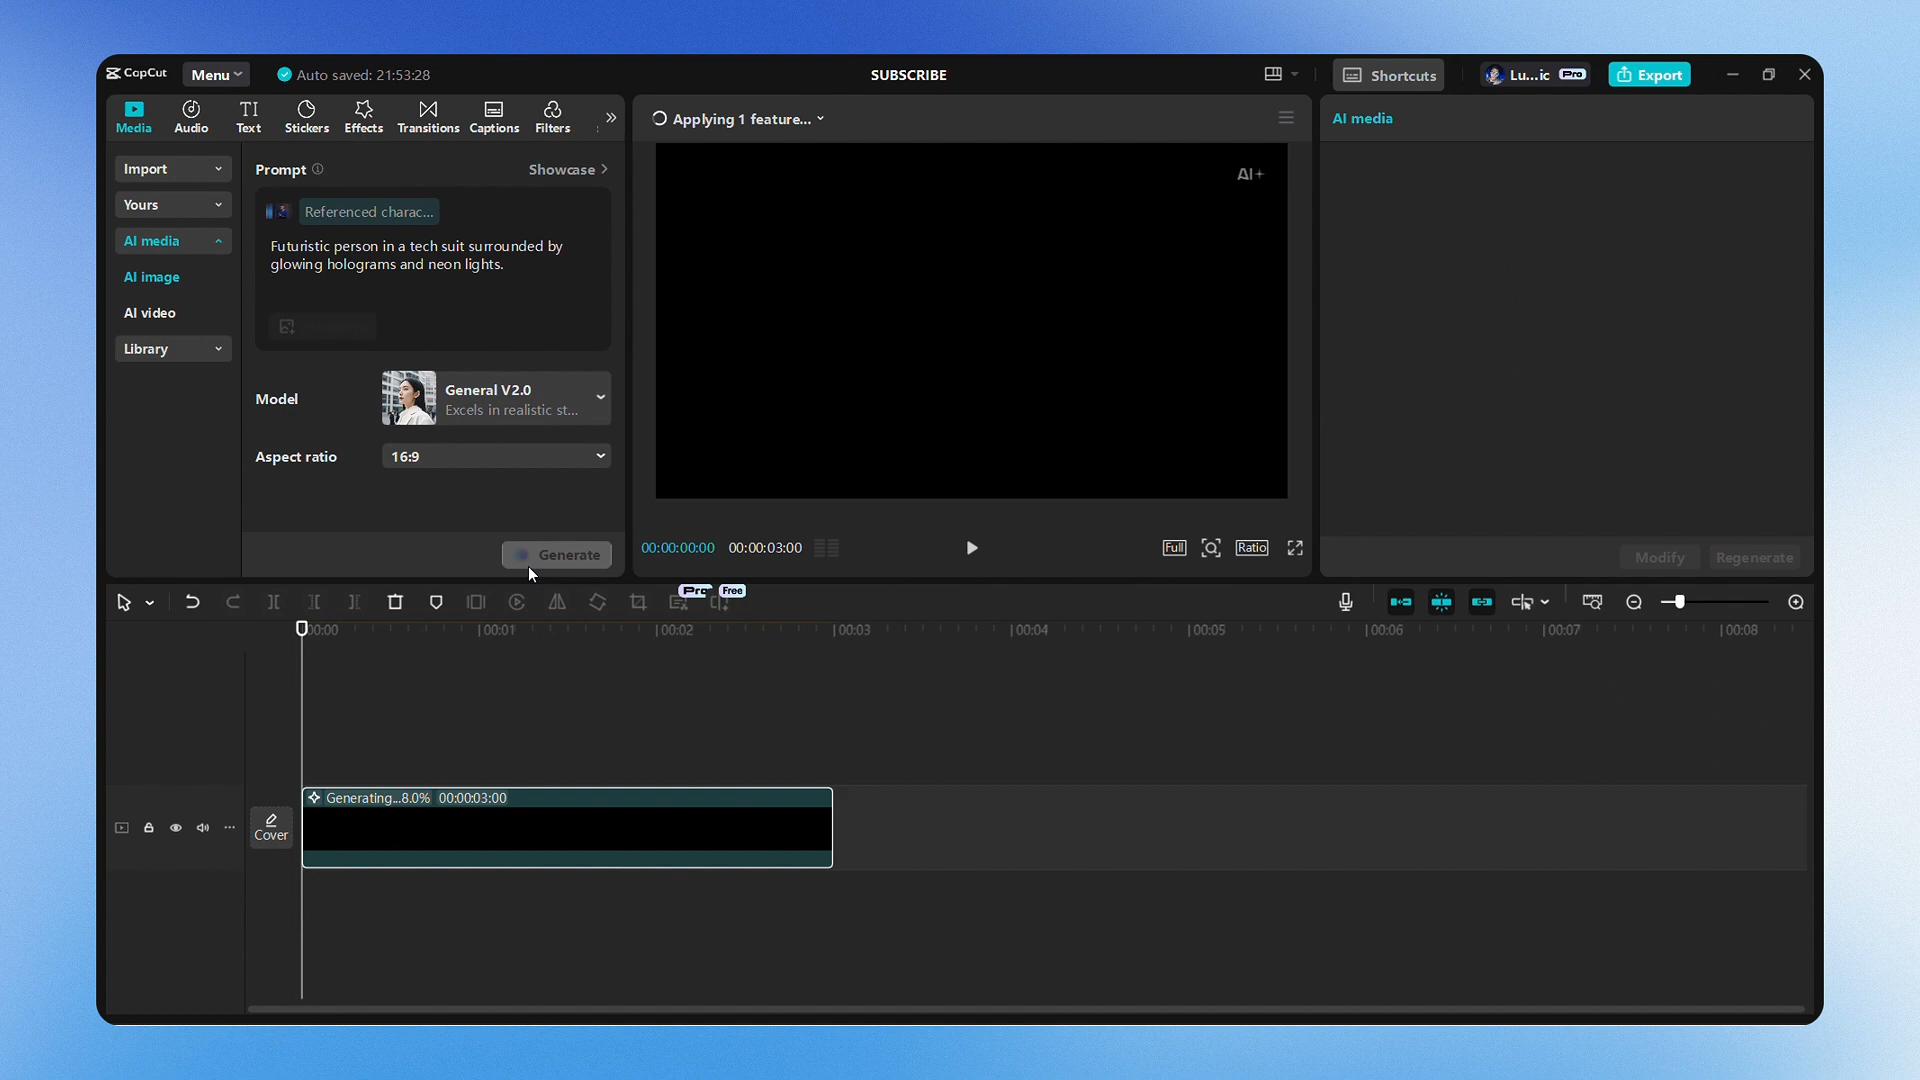 CapCut
Menu
Auto saved: 21:53:28
SUBSCRIBE
Shortcuts
Lu...ic
Pro
Export
Media
Audio
Text
Stickers
Effects
Transitions
Captions
Filters
Applying 1 feature...
AI media
Import
Yours
AI media
AI image
AI video
Library
Prompt
Showcase
Referenced charac...
Futuristic person in a tech suit surrounded by
glowing holograms and neon lights.
Model
General V2.0
Excels in realistic st...
Aspect ratio
16:9
Generate
AI+
00:00:00:00
00:00:03:00
Full
Ratio
Modify
Regenerate
Pro
Free
00:00
00:01
00:02
00:03
00:04
00:05
00:06
00:07
00:08
Generating...8.0% 00:00:03:00
Cover